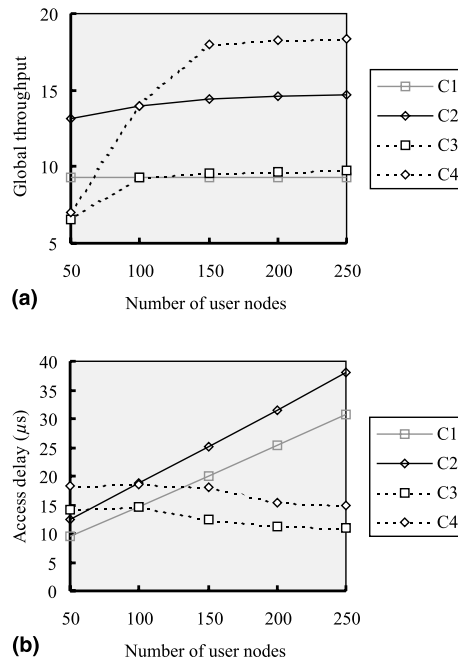 20
15
10
5
Global throughput
50 100 150 200 250
Number of user nodes
(a)
C1
C2
C3
C4
40
35
30
25
20
15
10
5
0
Access delay (μs)
50 100 150 200 250
Number of user nodes
(b)
C1
C2
C3
C4